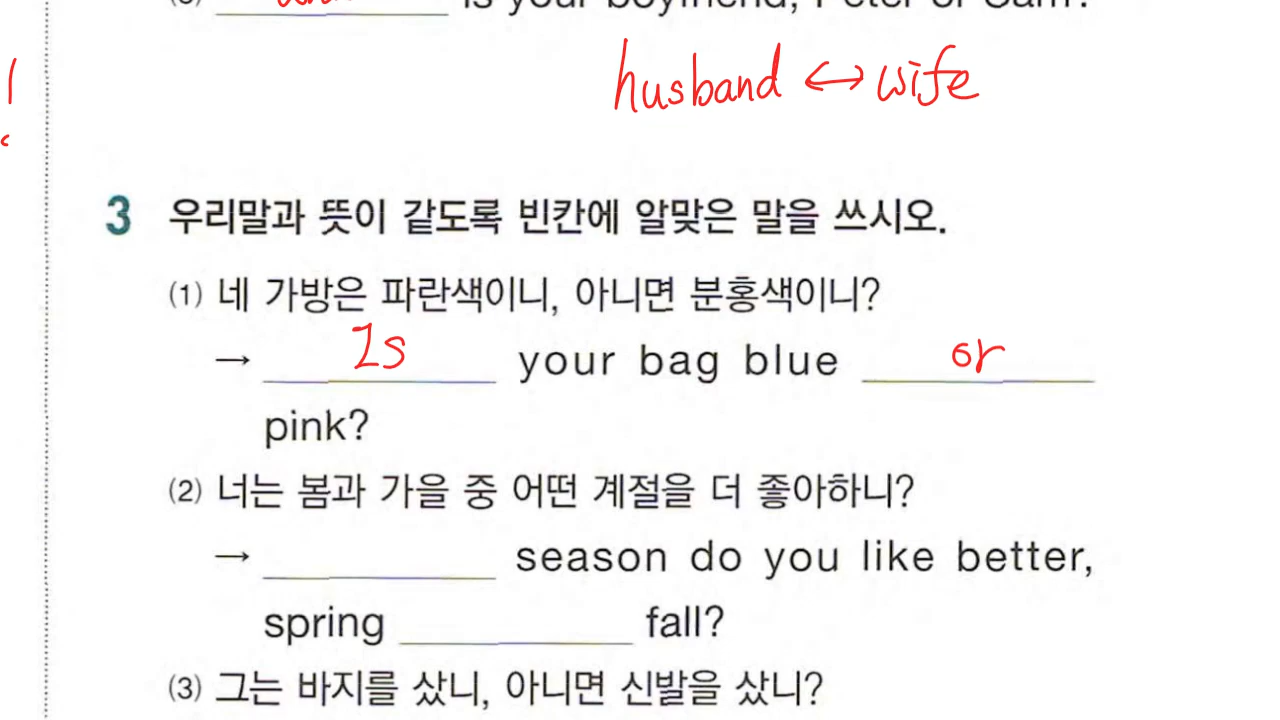 is your boyfriend, Peter or Sam?
husband ↔ wife
3 우리말과 뜻이 같도록 빈칸에 알맞은 말을 쓰시오.
(1) 네 가방은 파란색이니, 아니면 분홍색이니?
→ Is your bag blue or
pink?
(2) 너는 봄과 가을 중 어떤 계절을 더 좋아하니?
→ ____ season do you like better,
spring ____ fall?
(3) 그는 바지를 샀니, 아니면 신발을 샀니?